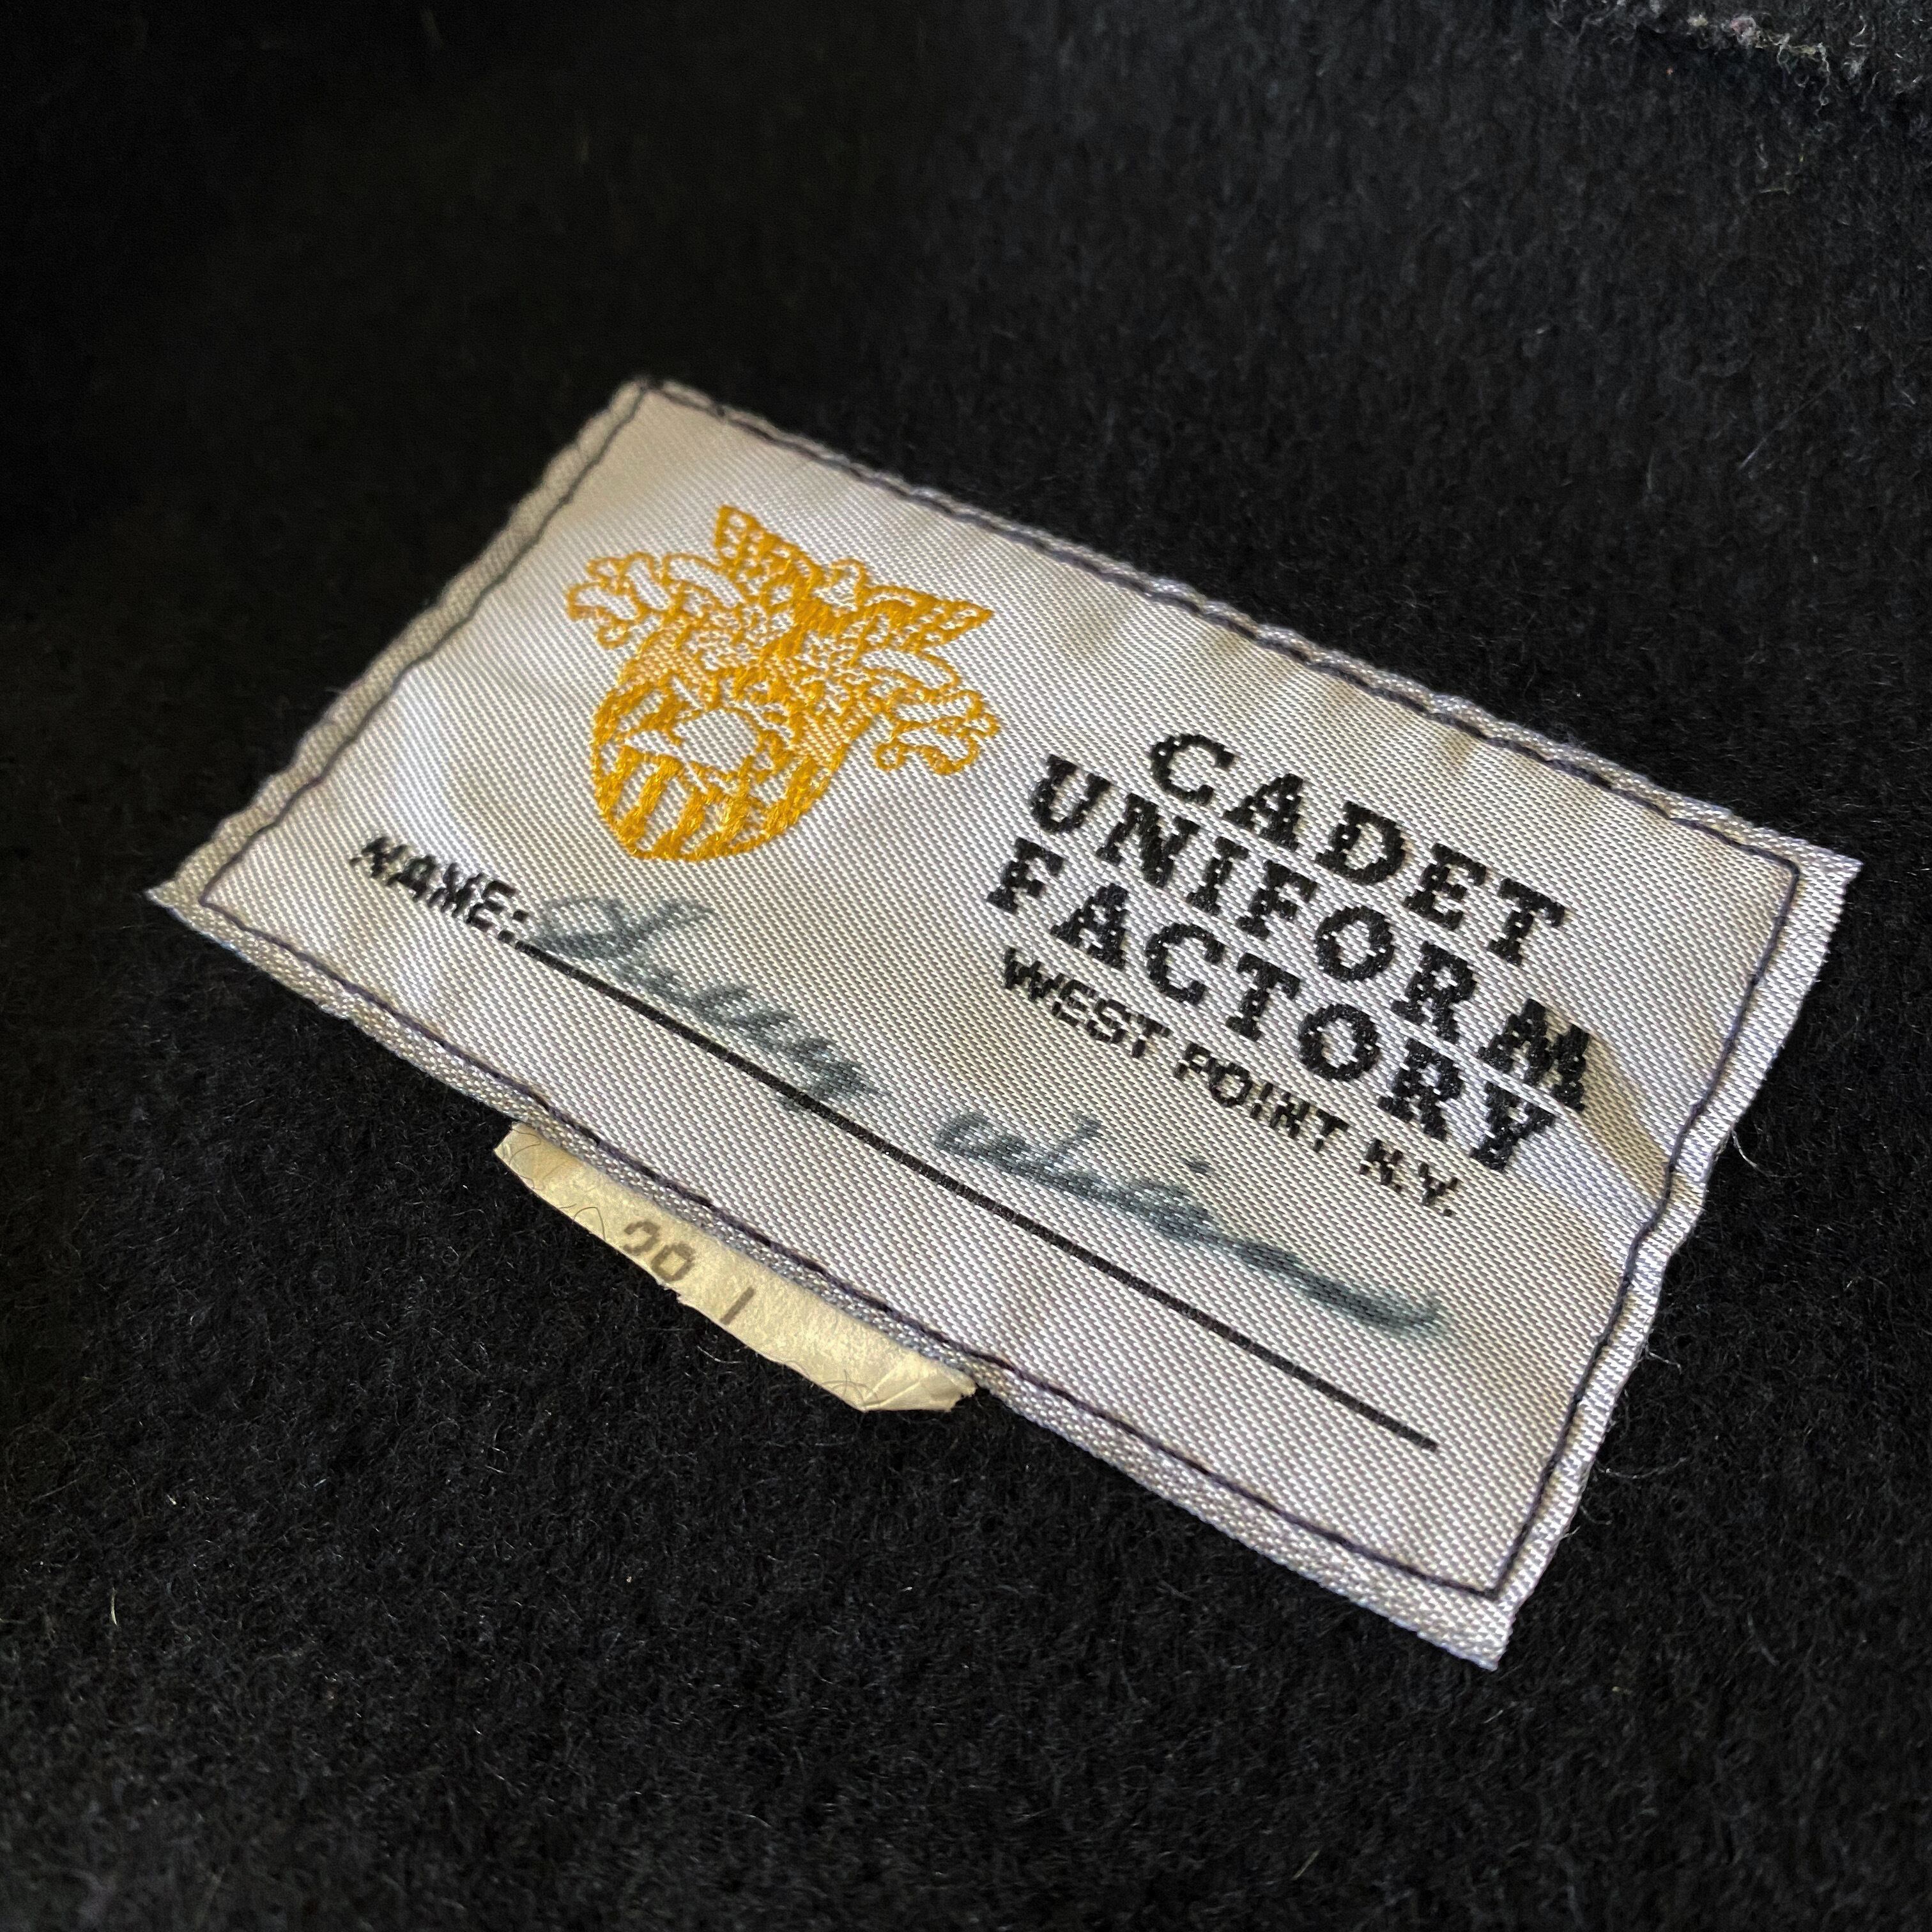 CADET
UNIFORM
FACTORY
WEST POINT N.Y.
NAME: